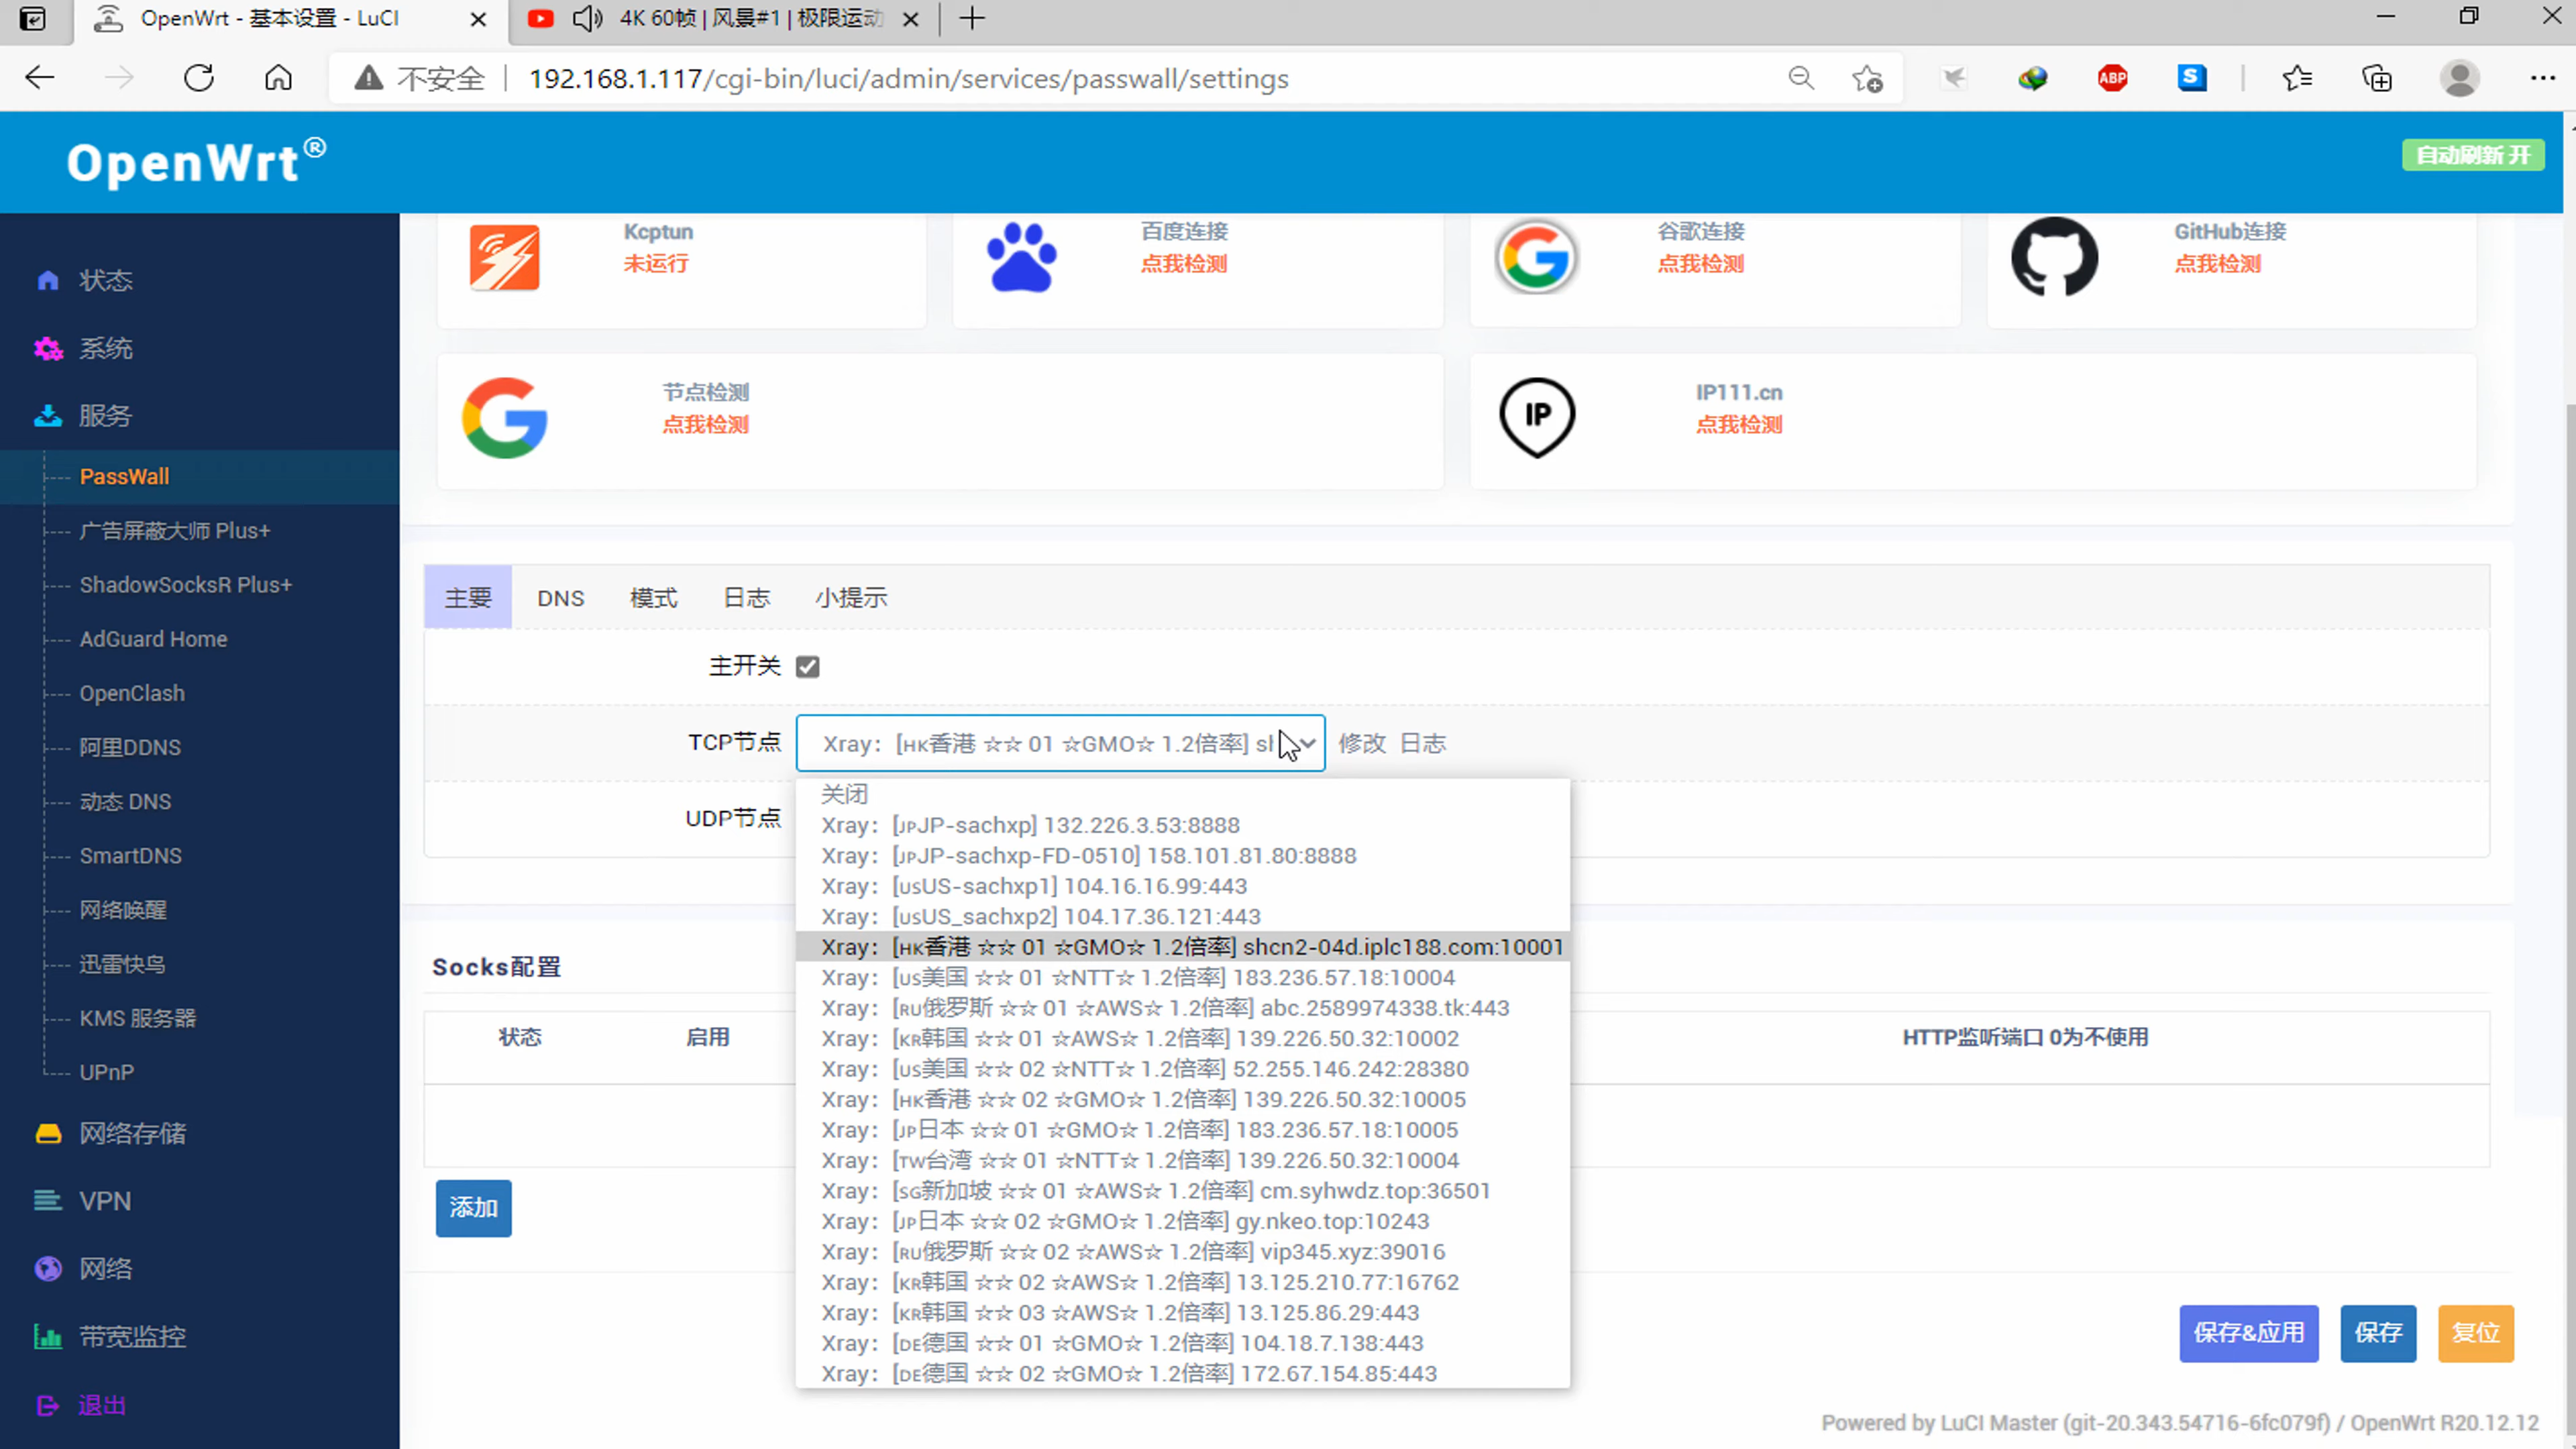 OpenWrt - 基本设置 - LuCI
4K 60帧 | 风景#1 | 极限运动
不安全
192.168.1.117/cgi-bin/luci/admin/services/passwall/settings
ABP
S
OpenWrt®
自动刷新 开
状态
系统
服务
PassWall
广告屏蔽大师 Plus+
ShadowSocksR Plus+
AdGuard Home
OpenClash
阿里DDNS
动态 DNS
SmartDNS
网络唤醒
迅雷快鸟
KMS 服务器
UPnP
网络存储
VPN
网络
带宽监控
退出
Kcptun
未运行
百度连接
点我检测
谷歌连接
点我检测
GitHub连接
点我检测
节点检测
点我检测
IP
IP111.cn
点我检测
主要 DNS 模式 日志 小提示
主开关
TCP节点 Xray：[HK香港 ☆☆ 01 ☆GMO☆ 1.2倍率] sh 修改 日志
UDP节点
关闭
Xray：[JPJP-sachxp] 132.226.3.53:8888
Xray：[JPJP-sachxp-FD-0510] 158.101.81.80:8888
Xray：[USUS-sachxp1] 104.16.16.99:443
Xray：[USUS_sachxp2] 104.17.36.121:443
Xray：[HK香港 ☆☆ 01 ☆GMO☆ 1.2倍率] shcn2-04d.iplc188.com:10001
Xray：[US美国 ☆☆ 01 ☆NTT☆ 1.2倍率] 183.236.57.18:10004
Xray：[RU俄罗斯 ☆☆ 01 ☆AWS☆ 1.2倍率] abc.2589974338.tk:443
Xray：[KR韩国 ☆☆ 01 ☆AWS☆ 1.2倍率] 139.226.50.32:10002
Xray：[US美国 ☆☆ 02 ☆NTT☆ 1.2倍率] 52.255.146.242:28380
Xray：[HK香港 ☆☆ 02 ☆GMO☆ 1.2倍率] 139.226.50.32:10005
Xray：[JP日本 ☆☆ 01 ☆GMO☆ 1.2倍率] 183.236.57.18:10005
Xray：[TW台湾 ☆☆ 01 ☆NTT☆ 1.2倍率] 139.226.50.32:10004
Xray：[SG新加坡 ☆☆ 01 ☆AWS☆ 1.2倍率] cm.syhwdz.top:36501
Xray：[JP日本 ☆☆ 02 ☆GMO☆ 1.2倍率] gy.nkeo.top:10243
Xray：[RU俄罗斯 ☆☆ 02 ☆AWS☆ 1.2倍率] vip345.xyz:39016
Xray：[KR韩国 ☆☆ 02 ☆AWS☆ 1.2倍率] 13.125.210.77:16762
Xray：[KR韩国 ☆☆ 03 ☆AWS☆ 1.2倍率] 13.125.86.29:443
Xray：[DE德国 ☆☆ 01 ☆GMO☆ 1.2倍率] 104.18.7.138:443
Xray：[DE德国 ☆☆ 02 ☆GMO☆ 1.2倍率] 172.67.154.85:443
Socks配置
状态 启用 HTTP监听端口 0为不使用
添加
保存&应用 保存 复位
Powered by LuCI Master (git-20.343.54716-6fc079f) / OpenWrt R20.12.12